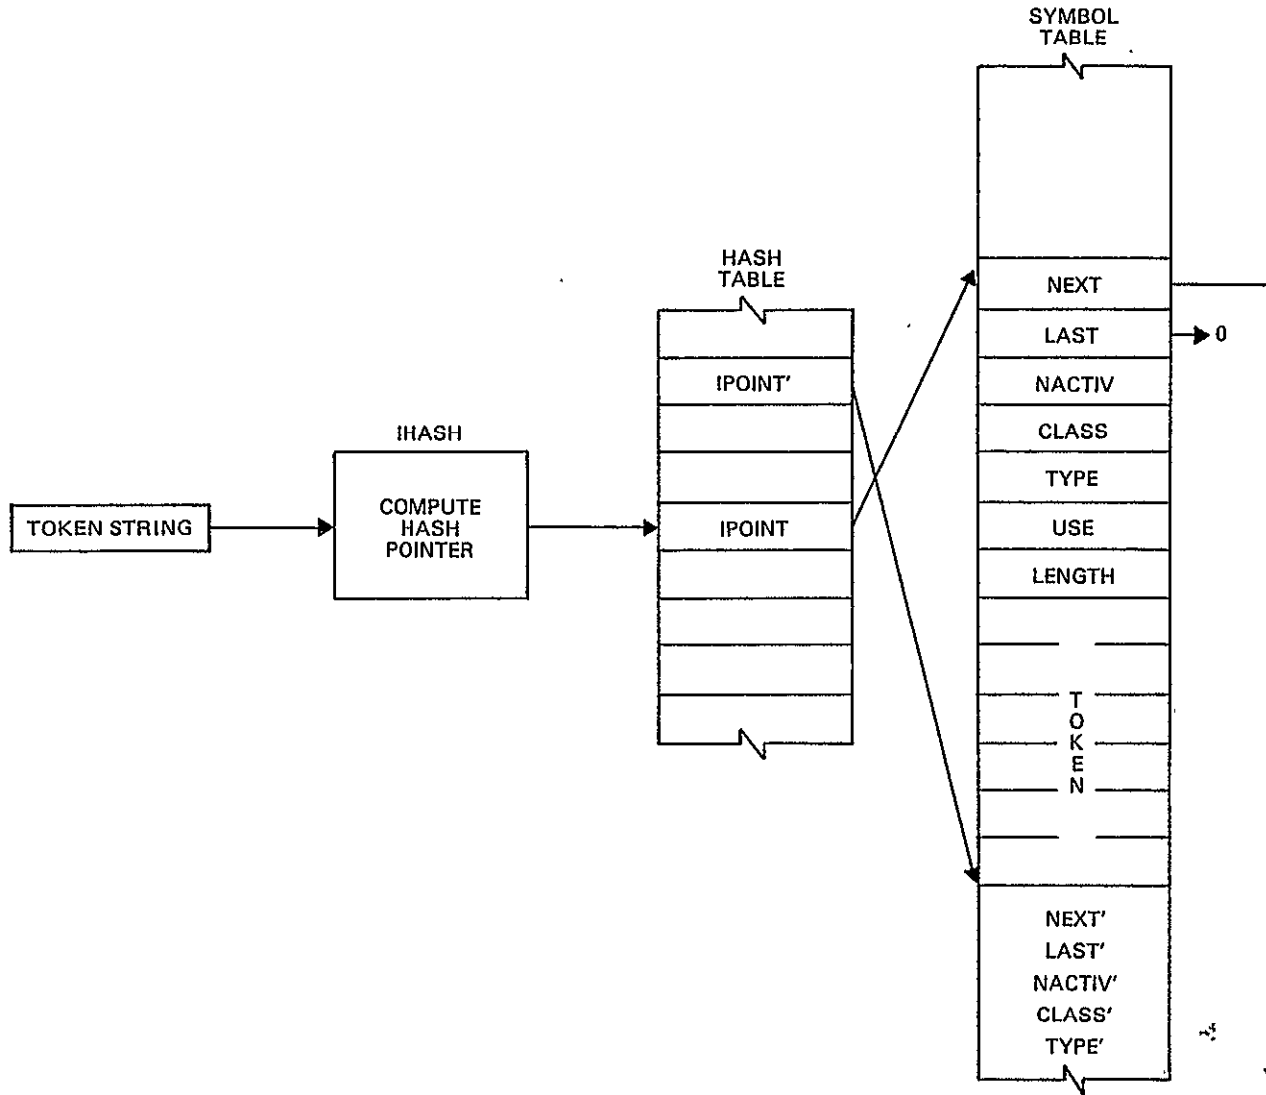 SYMBOL
TABLE
HASH
TABLE
IHASH
TOKEN STRING
COMPUTE
HASH
POINTER
IPOINT'
IPOINT
NEXT
LAST
0
NACTIV
CLASS
TYPE
USE
LENGTH
TOKEN
NEXT'
LAST'
NACTIV'
CLASS'
TYPE'